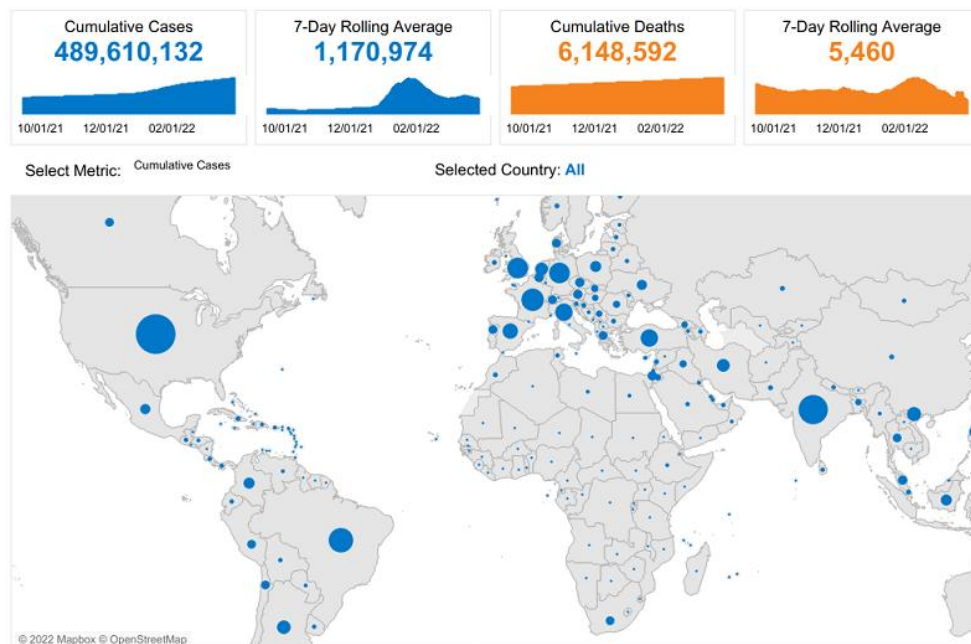 Cumulative Cases
489,610,132
10/01/21 12/01/21 02/01/22
7-Day Rolling Average
1,170,974
10/01/21 12/01/21 02/01/22
Cumulative Deaths
6,148,592
10/01/21 12/01/21 02/01/22
7-Day Rolling Average
5,460
10/01/21 12/01/21 02/01/22
Select Metric: Cumulative Cases
Selected Country: All
© 2022 Mapbox © OpenStreetMap